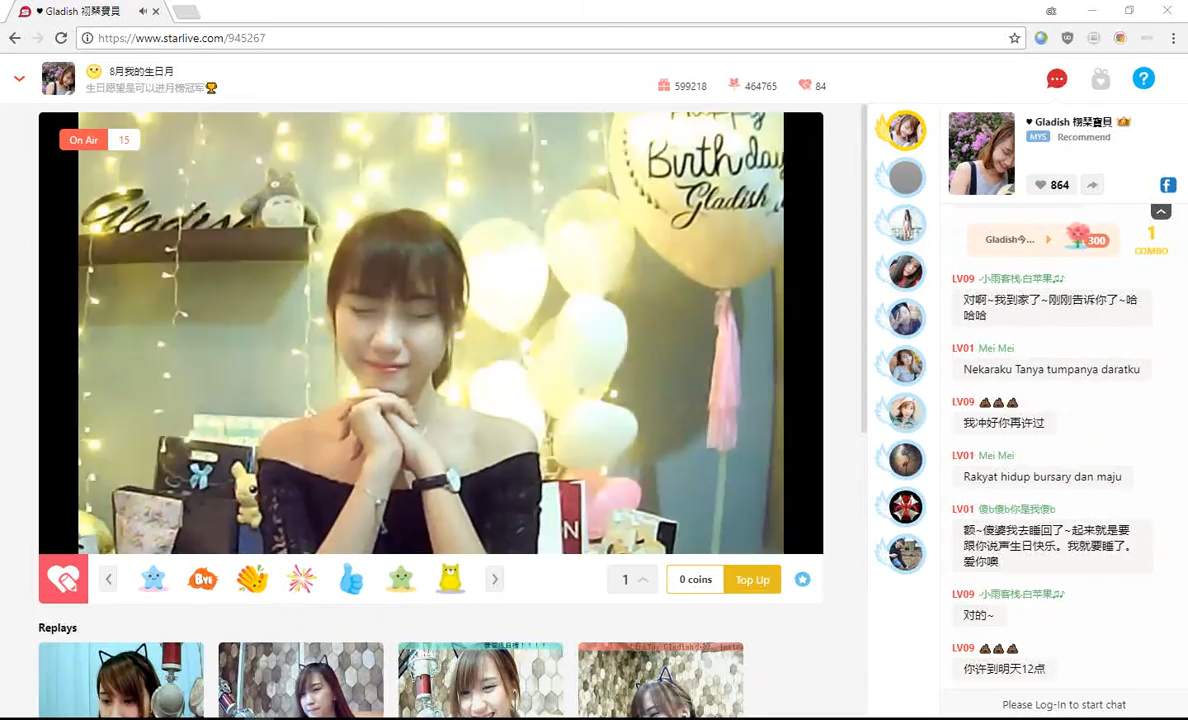 ♥ Gladish 栩琹寶貝
https://www.starlive.com/945267
8月我的生日月
生日愿望是可以进月榜冠军🏆
599218 464765 84
On Air 15
Birthday
Gladish
Gladish
N
BYE
1
0 coins
Top Up
Replays
♥ Gladish 栩琹寶貝
MYS Recommend
864
Gladish今... 300
1
COMBO
LV09 -小雨客栈·白苹果♫
对啊~我到家了~刚刚告诉你了~哈
哈哈
LV01 Mei Mei
Nekaraku Tanya tumpanya daratku
LV09 💩💩💩
我冲好你再许过
LV01 Mei Mei
Rakyat hidup bursary dan maju
LV01 傻b傻b你是我傻b
额~傻婆我去睡回了~起来就是要
跟你说声生日快乐。我就要睡了。
爱你噢
LV09 -小雨客栈·白苹果♫
对的~
LV09 💩💩💩
你许到明天12点
Please Log-In to start chat